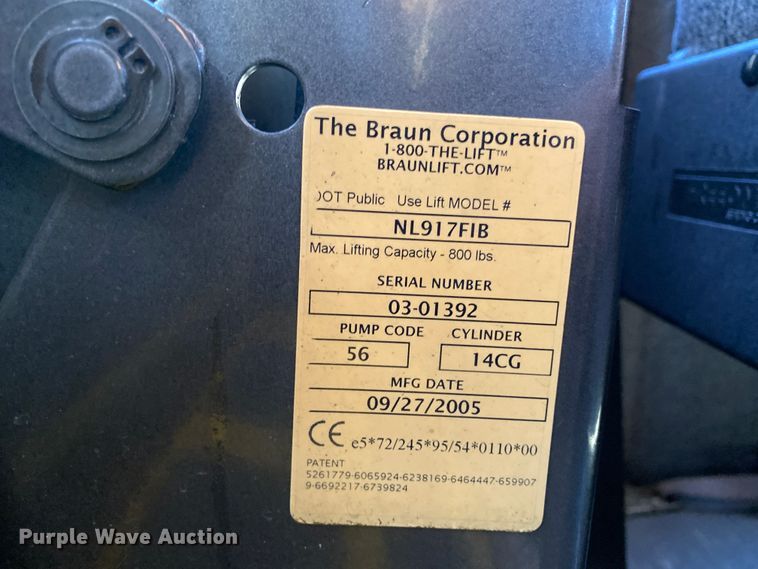 The Braun Corporation
1-800-THE-LIFT™
BRAUNLIFT.COM™
OOT Public Use Lift MODEL #
NL917FIB
Max. Lifting Capacity - 800 lbs.
SERIAL NUMBER
03-01392
PUMP CODE CYLINDER
56 14CG
MFG DATE
09/27/2005
CE e5*72/245*95/54*0110*00
PATENT
5261779-6065924-6238169-6464447-659907
9-6692217-6739824
Purple Wave Auction